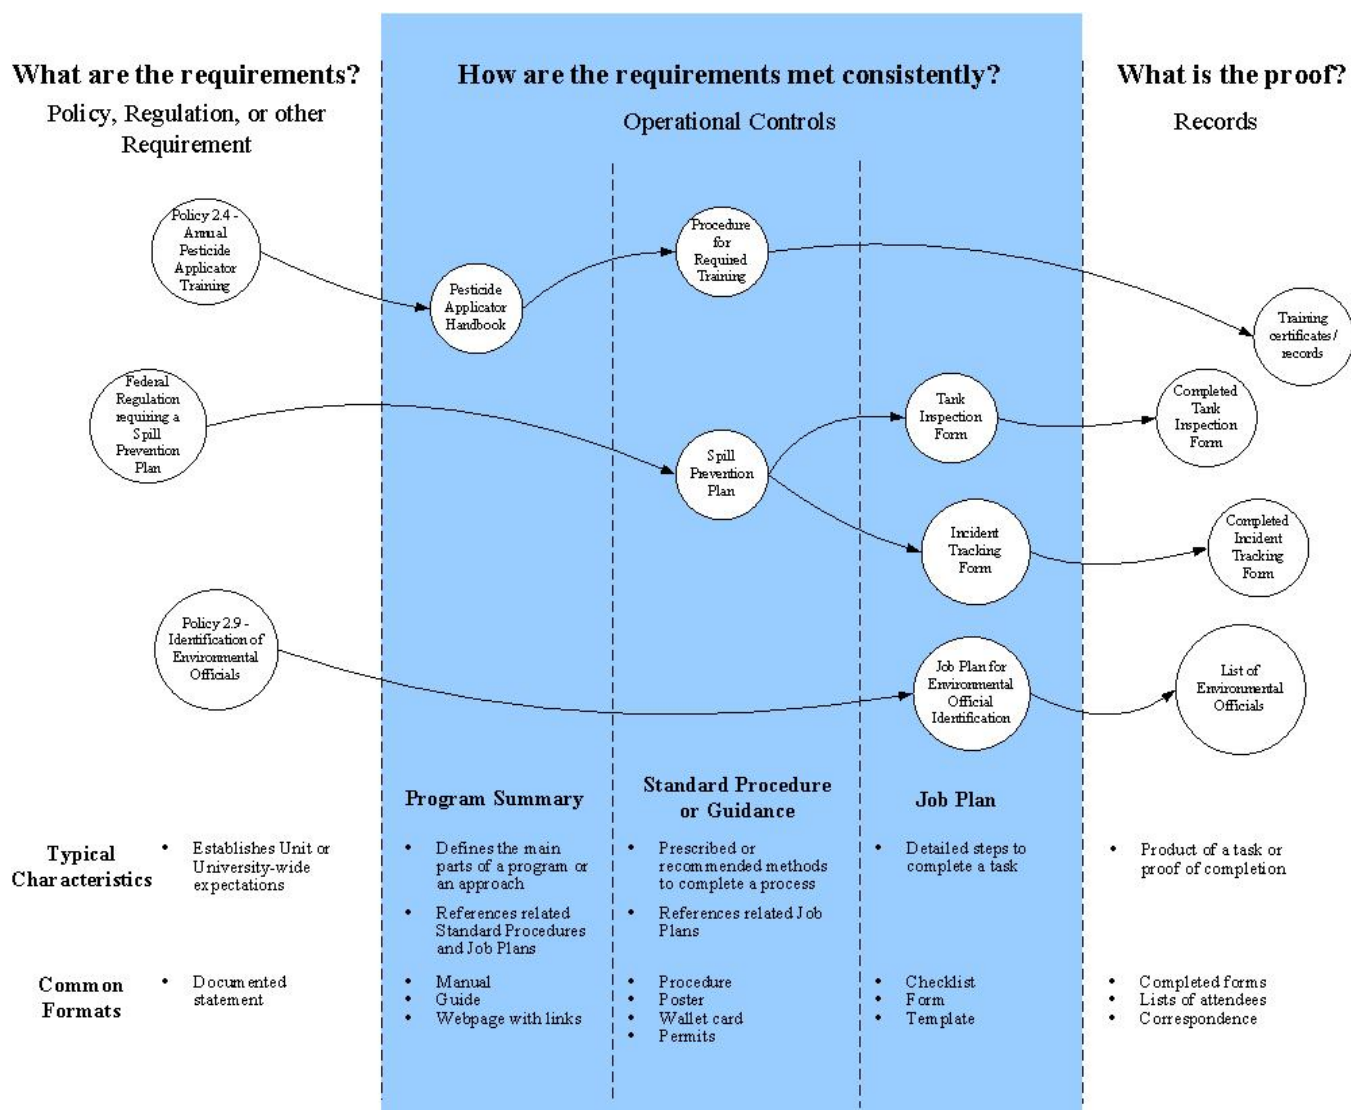 What are the requirements?
Policy, Regulation, or other
Requirement
How are the requirements met consistently?
Operational Controls
What is the proof?
Records
Policy 2.4 -
Annual
Pesticide
Applicator
Training
Pesticide
Applicator
Handbook
Procedure
for
Required
Training
Training
certificates/
records
Federal
Regulation
requiring a
Spill
Prevention
Plan
Spill
Prevention
Plan
Tank
Inspection
Form
Completed
Tank
Inspection
Form
Incident
Tracking
Form
Completed
Incident
Tracking
Form
Policy 2.9 -
Identification of
Environmental
Officials
Job Plan for
Environmental
Official
Identification
List of
Environmental
Officials
Program Summary
Standard Procedure
or Guidance
Job Plan
Typical
Characteristics
• Establishes Unit or
University-wide
expectations
• Defines the main
parts of a program or
an approach
• References related
Standard Procedures
and Job Plans
• Prescribed or
recommended methods
to complete a process
• References related Job
Plans
• Detailed steps to
complete a task
• Product of a task or
proof of completion
Common
Formats
• Documented
statement
• Manual
• Guide
• Webpage with links
• Procedure
• Poster
• Wallet card
• Permits
• Checklist
• Form
• Template
• Completed forms
• Lists of attendees
• Correspondence